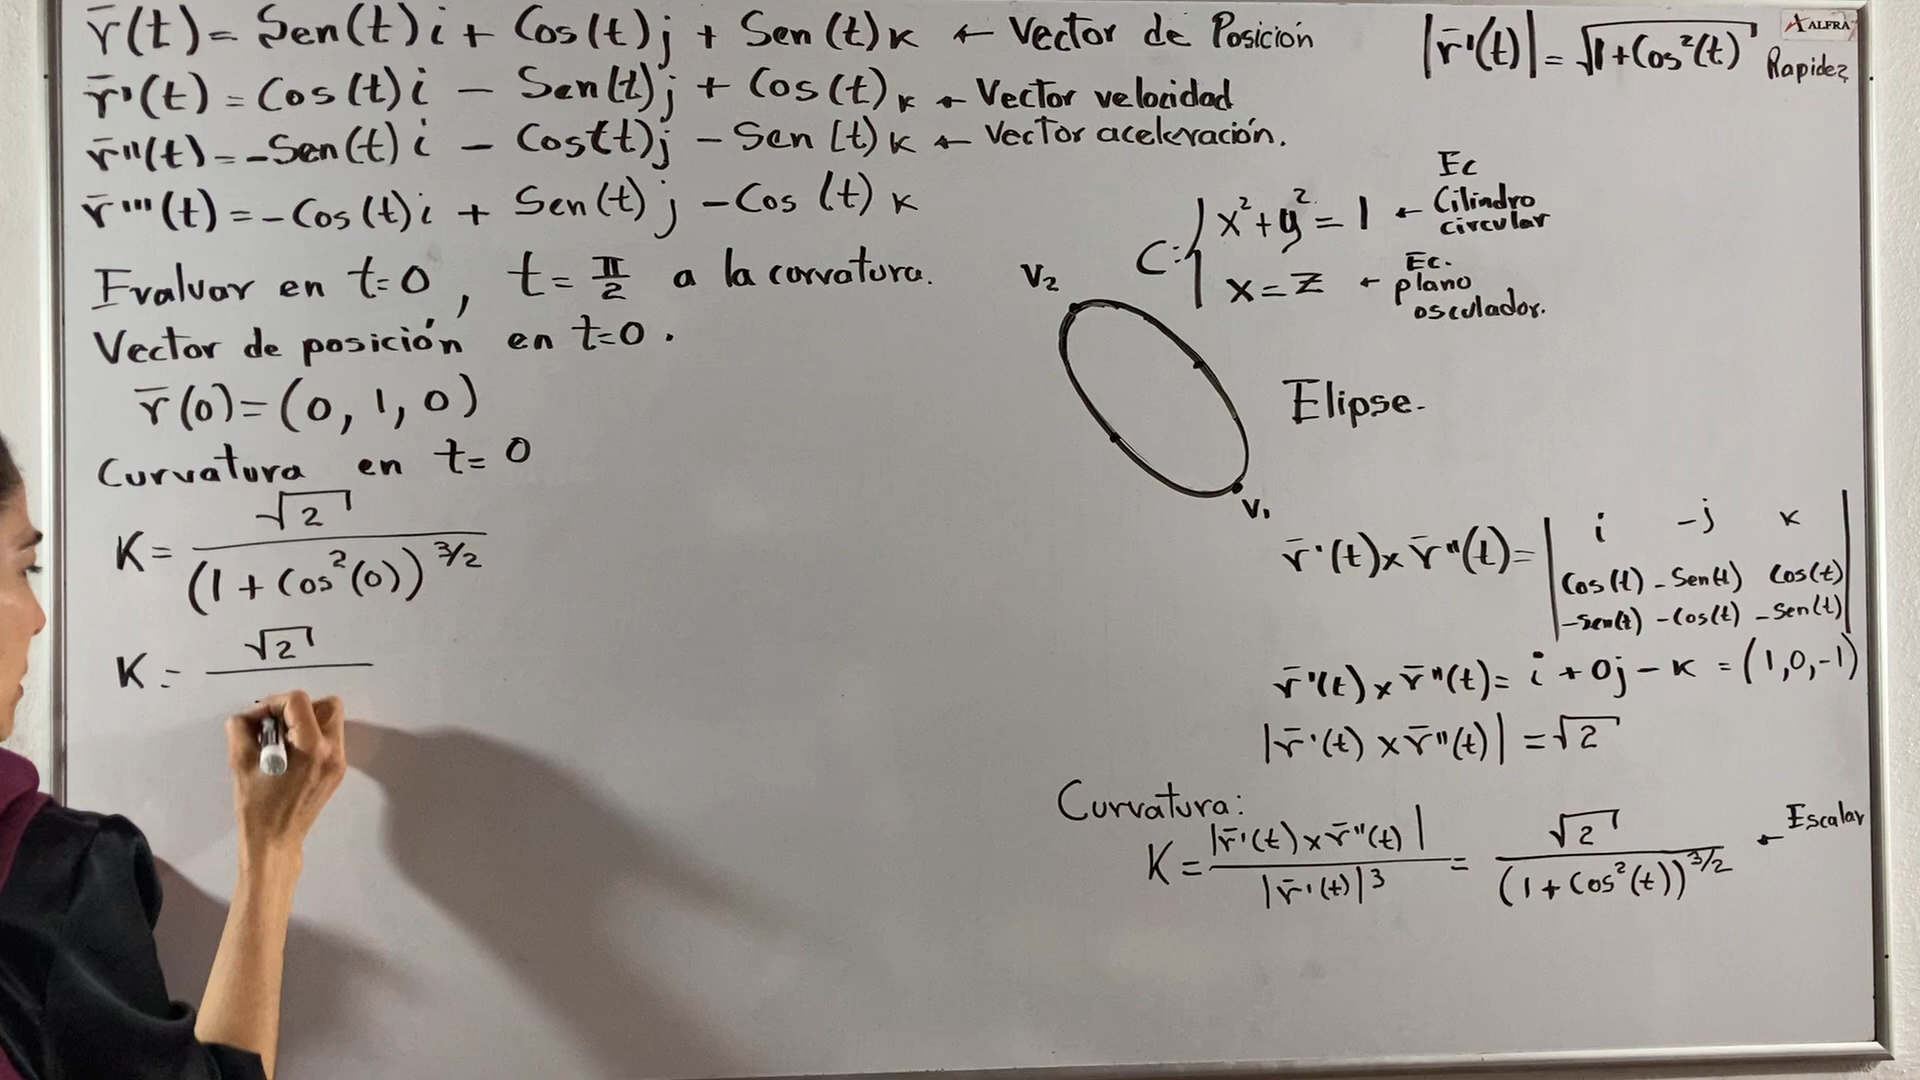 r̄(t) = Sen(t)i + Cos(t)j + Sen(t)k ← Vector de Posición
r̄'(t) = Cos(t)i − Sen(t)j + Cos(t)k ← Vector velocidad
r̄''(t) = −Sen(t)i − Cos(t)j − Sen(t)k ← Vector aceleración.
r̄'''(t) = −Cos(t)i + Sen(t)j − Cos(t)k
Evaluar en t=0, t= π/2 a la corvatura.
Vector de posición en t=0.
r̄(0) = (0, 1, 0)
Curvatura en t= 0
K = √2 / (1 + Cos²(0))^3/2
K = √2
|r̄'(t)| = √1+Cos²(t) Rapidez
ALFRA
C: { x² + y² = 1 ← Ec Cilindro circular
x = z ← Ec. plano osculador.
V₂
Elipse.
V₁
r̄'(t) x r̄''(t) = | i −j k
Cos(t) −Sen(t) Cos(t)
−Sen(t) −Cos(t) −Sen(t) |
r̄'(t) x r̄''(t) = i + 0j − k = (1,0,−1)
|r̄'(t) x r̄''(t)| = √2
Curvatura:
K = |r̄'(t) x r̄''(t)| / |r̄'(t)|³ = √2 / (1 + Cos²(t))^3/2 ← Escalar